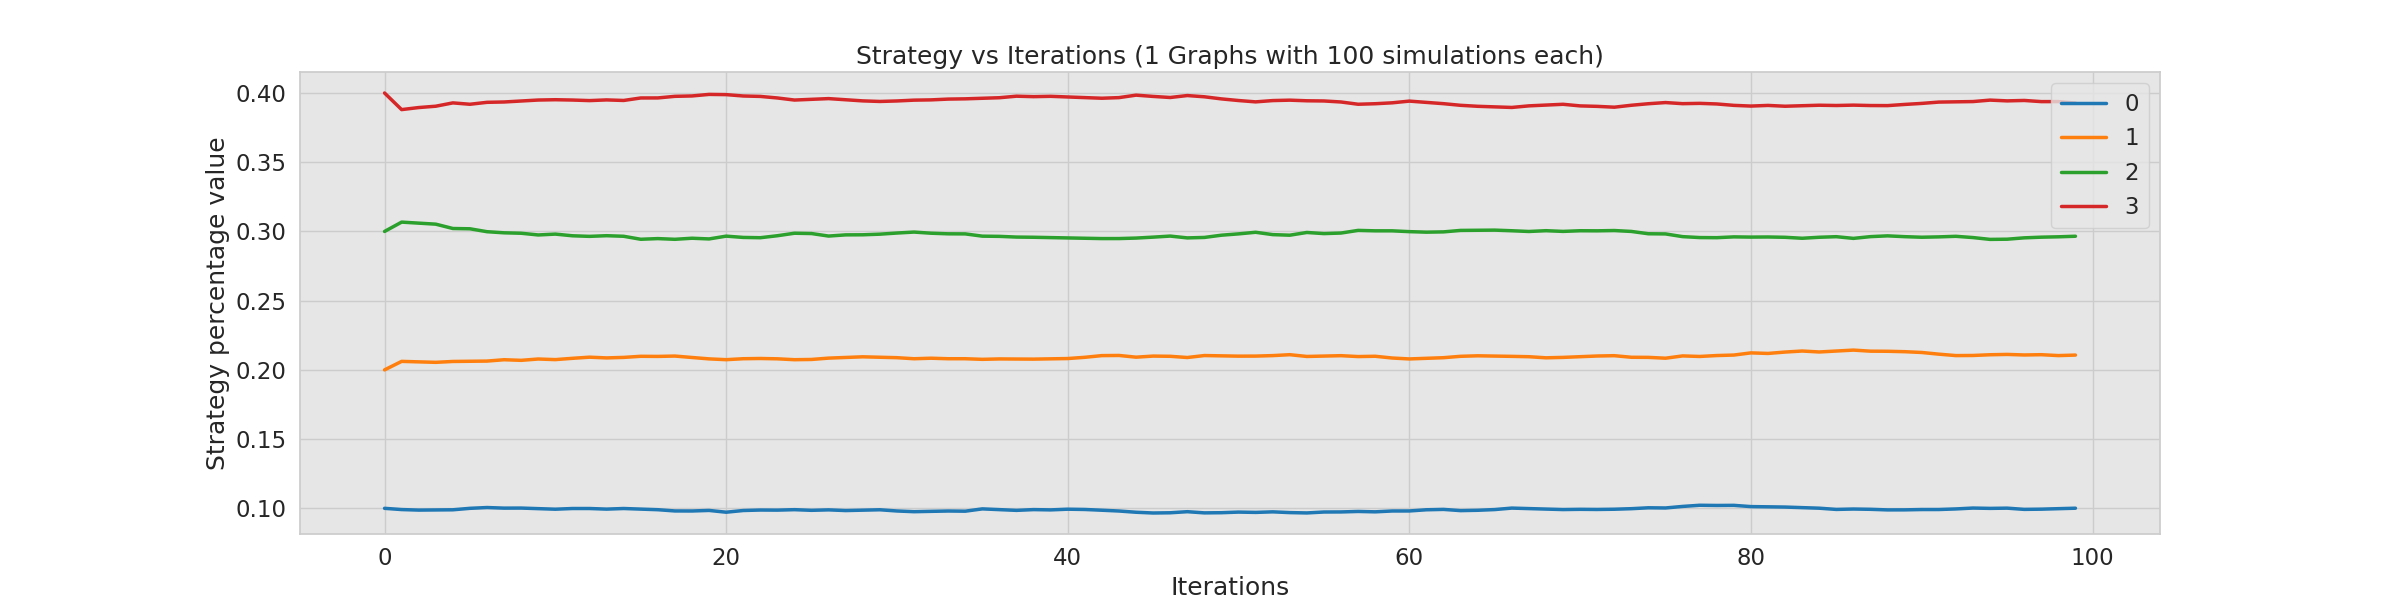 Strategy vs Iterations (1 Graphs with 100 simulations each)
Strategy percentage value
0.40
0.35
0.30
0.25
0.20
0.15
0.10
0
1
2
3
0 20 40 60 80 100
Iterations